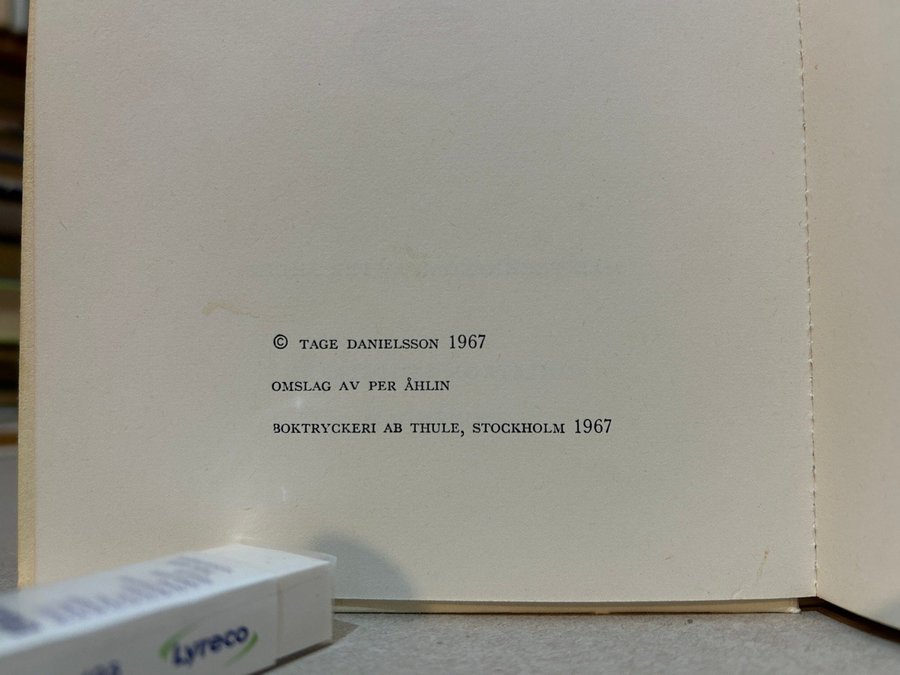 © TAGE DANIELSSON 1967
OMSLAG AV PER ÅHLIN
BOKTRYCKERI AB THULE, STOCKHOLM 1967
Lyreco